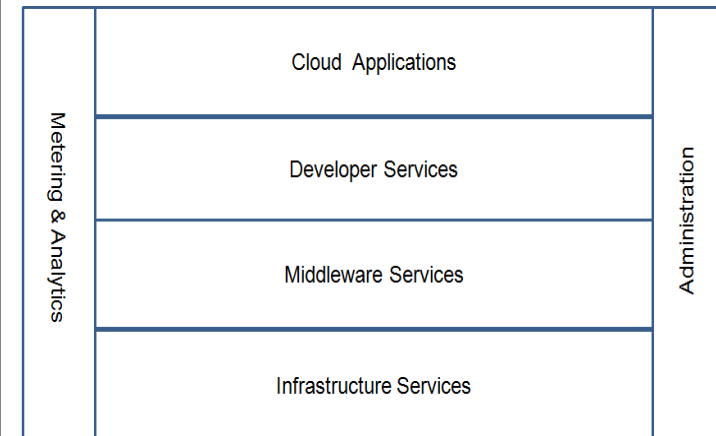 Metering & Analytics
Cloud Applications
Developer Services
Middleware Services
Infrastructure Services
Administration